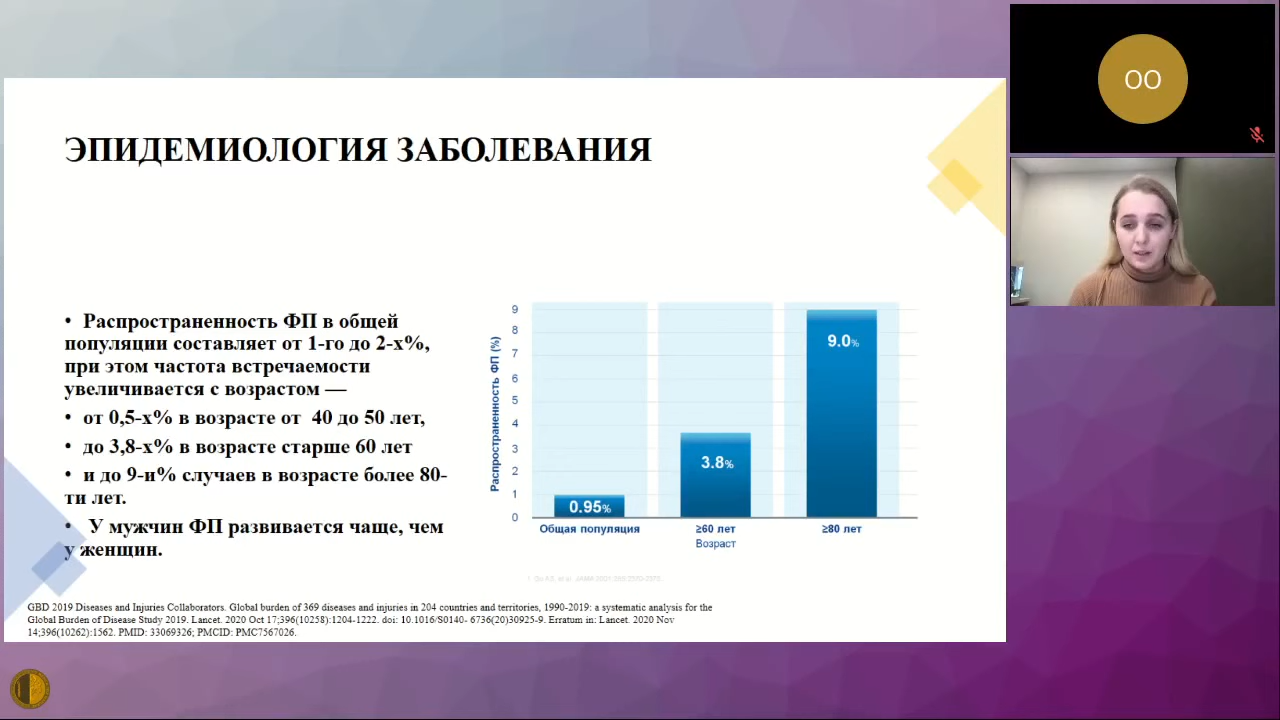 ЭПИДЕМИОЛОГИЯ ЗАБОЛЕВАНИЯ
• Распространенность ФП в общей
популяции составляет от 1-го до 2-х%,
при этом частота встречаемости
увеличивается с возрастом —
• от 0,5-х% в возрасте от 40 до 50 лет,
• до 3,8-х% в возрасте старше 60 лет
• и до 9-и% случаев в возрасте более 80-
ти лет.
• У мужчин ФП развивается чаще, чем
у женщин.
Распространенность ФП (%)
9
8
7
6
5
4
3
2
1
0
0.95%
3.8%
9.0%
Общая популяция
≥60 лет
≥80 лет
Возраст
GBD 2019 Diseases and Injuries Collaborators. Global burden of 369 diseases and injuries in 204 countries and territories, 1990-2019: a systematic analysis for the
Global Burden of Disease Study 2019. Lancet. 2020 Oct 17;396(10258):1204-1222. doi: 10.1016/S0140- 6736(20)30925-9. Erratum in: Lancet. 2020 Nov
14;396(10262):1562. PMID: 33069326; PMCID: PMC7567026.
OO